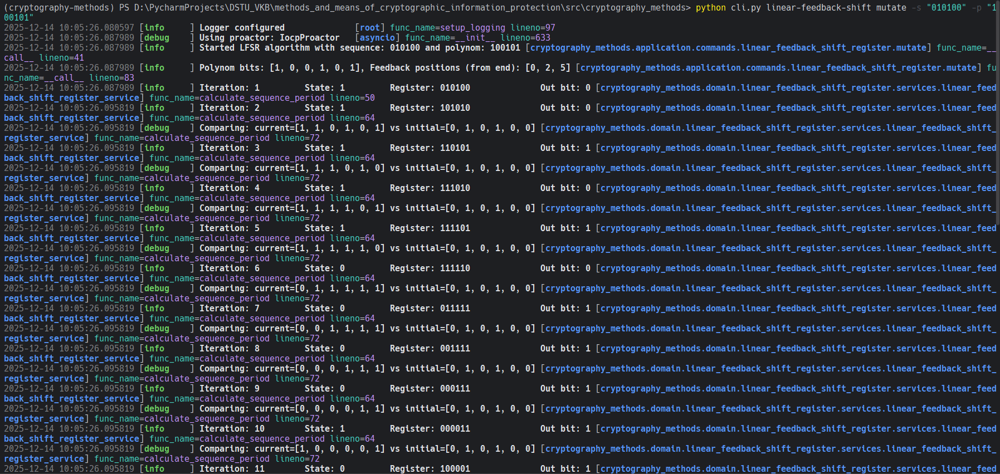 (cryptography-methods) PS D:\PycharmProjects\DSTU_VKB\methods_and_means_of_cryptographic_information_protection\src\cryptography_methods> python cli.py linear-feedback-shift mutate -s "010100" -p "1
00101"
2025-12-14 10:05:26.080597 [info     ] Logger configured              [root] func_name=setup_logging lineno=97
2025-12-14 10:05:26.087989 [debug    ] Using proactor: IocpProactor   [asyncio] func_name=__init__ lineno=633
2025-12-14 10:05:26.087989 [info     ] Started LFSR algorithm with sequence: 010100 and polynom: 100101 [cryptography_methods.application.commands.linear_feedback_shift_register.mutate] func_name=__
call__ lineno=41
2025-12-14 10:05:26.087989 [info     ] Polynom bits: [1, 0, 0, 1, 0, 1], Feedback positions (from end): [0, 2, 5] [cryptography_methods.application.commands.linear_feedback_shift_register.mutate] fu
nc_name=__call__ lineno=83
2025-12-14 10:05:26.087989 [info     ] Iteration: 1         State: 1         Register: 010100              Out bit: 0 [cryptography_methods.domain.linear_feedback_shift_register.services.linear_feed
back_shift_register_service] func_name=calculate_sequence_period lineno=50
2025-12-14 10:05:26.095819 [info     ] Iteration: 2         State: 1         Register: 101010              Out bit: 0 [cryptography_methods.domain.linear_feedback_shift_register.services.linear_feed
back_shift_register_service] func_name=calculate_sequence_period lineno=64
2025-12-14 10:05:26.095819 [debug    ] Comparing: current=[1, 1, 0, 1, 0, 1] vs initial=[0, 1, 0, 1, 0, 0] [cryptography_methods.domain.linear_feedback_shift_register.services.linear_feedback_shift_
register_service] func_name=calculate_sequence_period lineno=72
2025-12-14 10:05:26.095819 [info     ] Iteration: 3         State: 1         Register: 110101              Out bit: 1 [cryptography_methods.domain.linear_feedback_shift_register.services.linear_feed
back_shift_register_service] func_name=calculate_sequence_period lineno=64
2025-12-14 10:05:26.095819 [debug    ] Comparing: current=[1, 1, 1, 0, 1, 0] vs initial=[0, 1, 0, 1, 0, 0] [cryptography_methods.domain.linear_feedback_shift_register.services.linear_feedback_shift_
register_service] func_name=calculate_sequence_period lineno=72
2025-12-14 10:05:26.095819 [info     ] Iteration: 4         State: 1         Register: 111010              Out bit: 0 [cryptography_methods.domain.linear_feedback_shift_register.services.linear_feed
back_shift_register_service] func_name=calculate_sequence_period lineno=64
2025-12-14 10:05:26.095819 [debug    ] Comparing: current=[1, 1, 1, 1, 0, 1] vs initial=[0, 1, 0, 1, 0, 0] [cryptography_methods.domain.linear_feedback_shift_register.services.linear_feedback_shift_
register_service] func_name=calculate_sequence_period lineno=72
2025-12-14 10:05:26.095819 [info     ] Iteration: 5         State: 1         Register: 111101              Out bit: 1 [cryptography_methods.domain.linear_feedback_shift_register.services.linear_feed
back_shift_register_service] func_name=calculate_sequence_period lineno=64
2025-12-14 10:05:26.095819 [debug    ] Comparing: current=[1, 1, 1, 1, 1, 0] vs initial=[0, 1, 0, 1, 0, 0] [cryptography_methods.domain.linear_feedback_shift_register.services.linear_feedback_shift_
register_service] func_name=calculate_sequence_period lineno=72
2025-12-14 10:05:26.095819 [info     ] Iteration: 6         State: 0         Register: 111110              Out bit: 0 [cryptography_methods.domain.linear_feedback_shift_register.services.linear_feed
back_shift_register_service] func_name=calculate_sequence_period lineno=64
2025-12-14 10:05:26.095819 [debug    ] Comparing: current=[0, 1, 1, 1, 1, 1] vs initial=[0, 1, 0, 1, 0, 0] [cryptography_methods.domain.linear_feedback_shift_register.services.linear_feedback_shift_
register_service] func_name=calculate_sequence_period lineno=72
2025-12-14 10:05:26.095819 [info     ] Iteration: 7         State: 0         Register: 011111              Out bit: 1 [cryptography_methods.domain.linear_feedback_shift_register.services.linear_feed
back_shift_register_service] func_name=calculate_sequence_period lineno=64
2025-12-14 10:05:26.095819 [debug    ] Comparing: current=[0, 0, 1, 1, 1, 1] vs initial=[0, 1, 0, 1, 0, 0] [cryptography_methods.domain.linear_feedback_shift_register.services.linear_feedback_shift_
register_service] func_name=calculate_sequence_period lineno=72
2025-12-14 10:05:26.095819 [info     ] Iteration: 8         State: 0         Register: 001111              Out bit: 1 [cryptography_methods.domain.linear_feedback_shift_register.services.linear_feed
back_shift_register_service] func_name=calculate_sequence_period lineno=64
2025-12-14 10:05:26.095819 [debug    ] Comparing: current=[0, 0, 0, 1, 1, 1] vs initial=[0, 1, 0, 1, 0, 0] [cryptography_methods.domain.linear_feedback_shift_register.services.linear_feedback_shift_
register_service] func_name=calculate_sequence_period lineno=72
2025-12-14 10:05:26.095819 [info     ] Iteration: 9         State: 0         Register: 000111              Out bit: 1 [cryptography_methods.domain.linear_feedback_shift_register.services.linear_feed
back_shift_register_service] func_name=calculate_sequence_period lineno=64
2025-12-14 10:05:26.095819 [debug    ] Comparing: current=[0, 0, 0, 0, 1, 1] vs initial=[0, 1, 0, 1, 0, 0] [cryptography_methods.domain.linear_feedback_shift_register.services.linear_feedback_shift_
register_service] func_name=calculate_sequence_period lineno=72
2025-12-14 10:05:26.095819 [info     ] Iteration: 10        State: 1         Register: 000011              Out bit: 1 [cryptography_methods.domain.linear_feedback_shift_register.services.linear_feed
back_shift_register_service] func_name=calculate_sequence_period lineno=64
2025-12-14 10:05:26.095819 [debug    ] Comparing: current=[1, 0, 0, 0, 0, 1] vs initial=[0, 1, 0, 1, 0, 0] [cryptography_methods.domain.linear_feedback_shift_register.services.linear_feedback_shift_
register_service] func_name=calculate_sequence_period lineno=72
2025-12-14 10:05:26.095819 [info     ] Iteration: 11        State: 0         Register: 100001              Out bit: 1 [cryptography_methods.domain.linear_feedback_shift_register.services.linear_feed